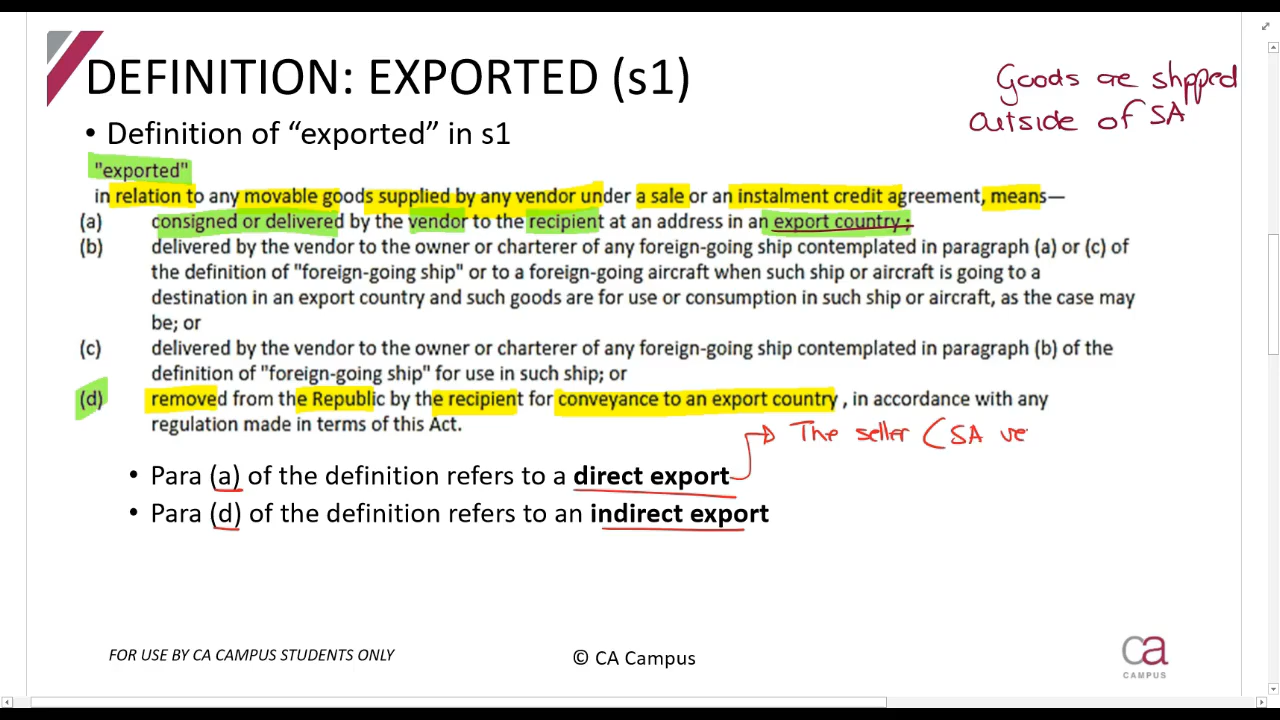 DEFINITION: EXPORTED (s1)
Goods are shipped
outside of SA
• Definition of “exported” in s1
"exported"
in relation to any movable goods supplied by any vendor under a sale or an instalment credit agreement, means—
(a) consigned or delivered by the vendor to the recipient at an address in an export country;
(b) delivered by the vendor to the owner or charterer of any foreign-going ship contemplated in paragraph (a) or (c) of
the definition of "foreign-going ship" or to a foreign-going aircraft when such ship or aircraft is going to a
destination in an export country and such goods are for use or consumption in such ship or aircraft, as the case may
be; or
(c) delivered by the vendor to the owner or charterer of any foreign-going ship contemplated in paragraph (b) of the
definition of "foreign-going ship" for use in such ship; or
(d) removed from the Republic by the recipient for conveyance to an export country, in accordance with any
regulation made in terms of this Act.
The seller (SA ve
• Para (a) of the definition refers to a direct export
• Para (d) of the definition refers to an indirect export
FOR USE BY CA CAMPUS STUDENTS ONLY
© CA Campus
ca
CAMPUS